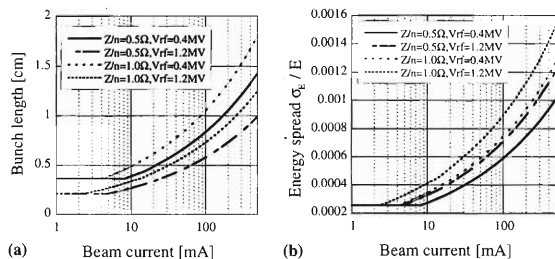 Z/n=0.5Ω,Vrf=0.4MV
Z/n=0.5Ω,Vrf=1.2MV
Z/n=1.0Ω,Vrf=0.4MV
Z/n=1.0Ω,Vrf=1.2MV
Bunch length [cm]
2
1.5
1
0.5
0
1
10
100
Beam current [mA]
(a)
Z/n=0.5Ω,Vrf=0.4MV
Z/n=0.5Ω,Vrf=1.2MV
Z/n=1.0Ω,Vrf=0.4MV
Z/n=1.0Ω,Vrf=1.2MV
Energy spread σE / E
0.0016
0.0014
0.0012
0.001
0.0008
0.0006
0.0004
0.0002
1
10
100
Beam current [mA]
(b)